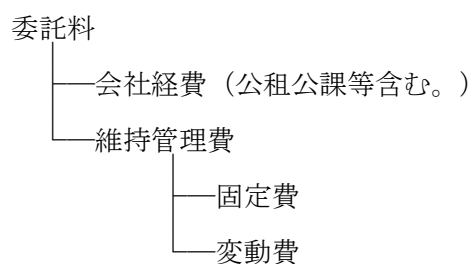 委託料
会社経費（公租公課等含む。）
維持管理費
固定費
変動費